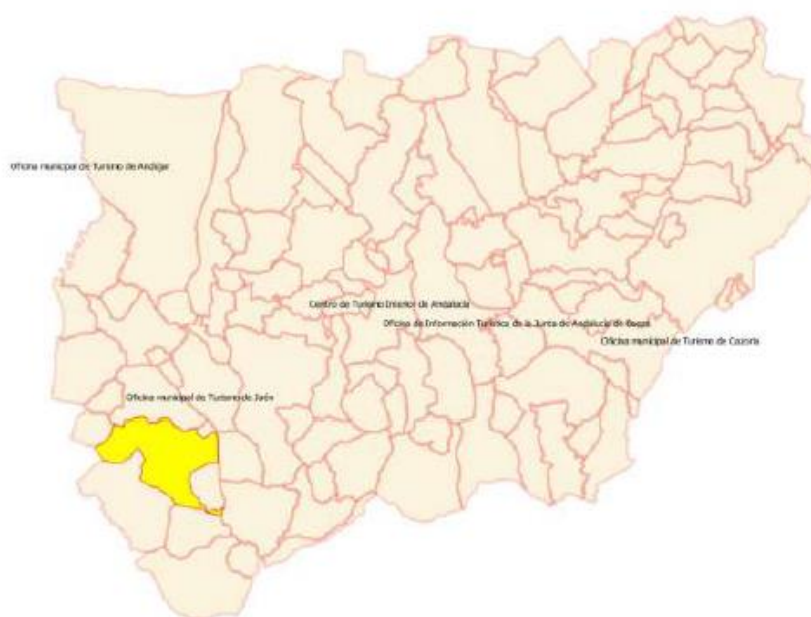 Oficina municipal de Turismo de Andújar
Centro de Turismo Interior de Andalucía
Oficina de Información Turística de la Junta de Andalucía de Baeza
Oficina municipal de Turismo de Cazorla
Oficina municipal de Turismo de Jaén